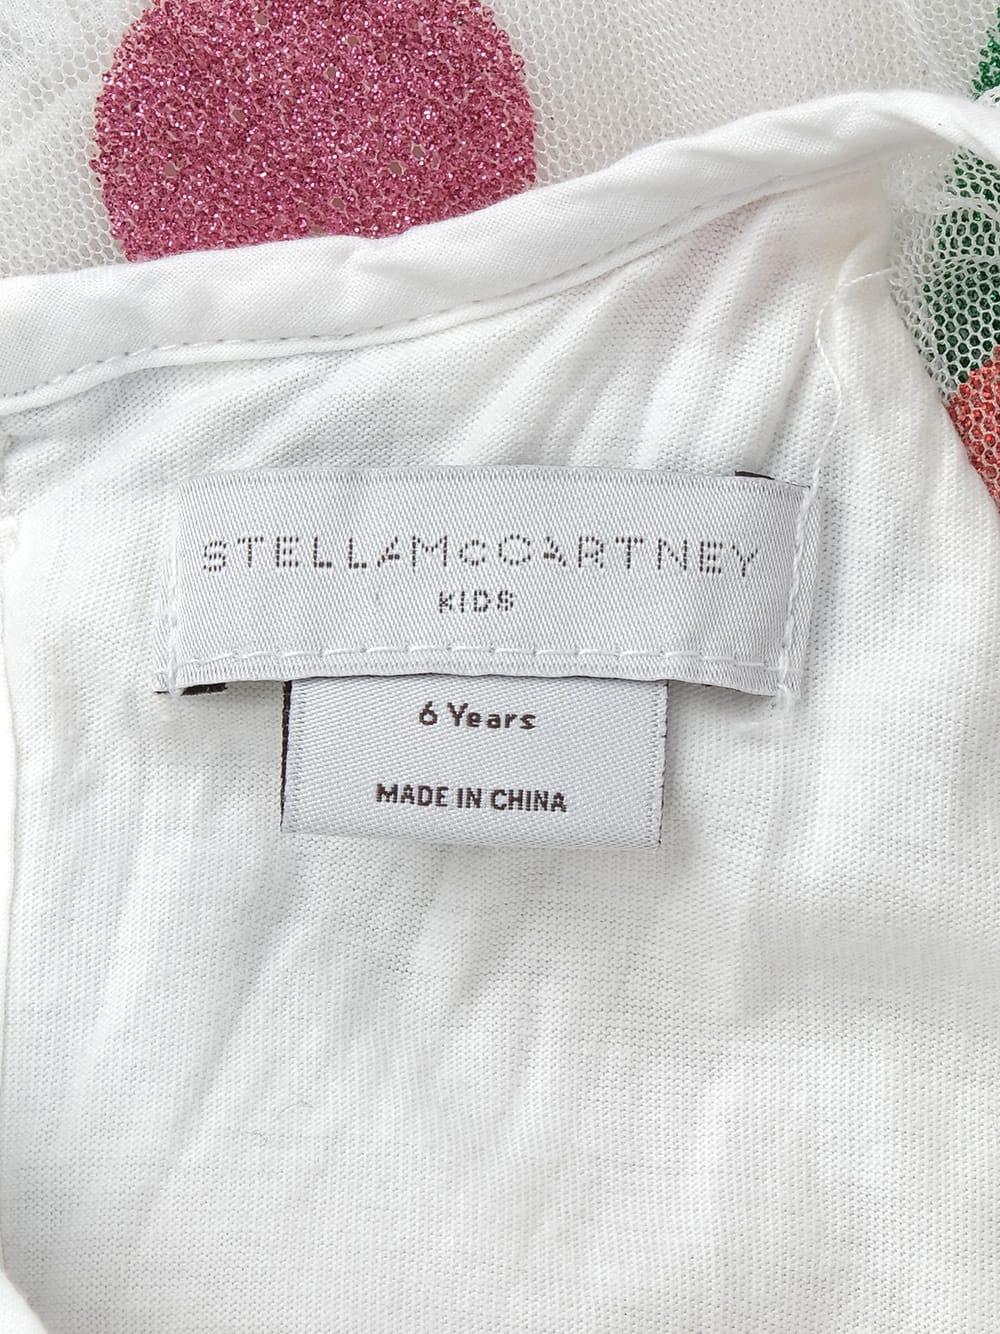 STELLAMcCARTNEY
KIDS
6 Years
MADE IN CHINA